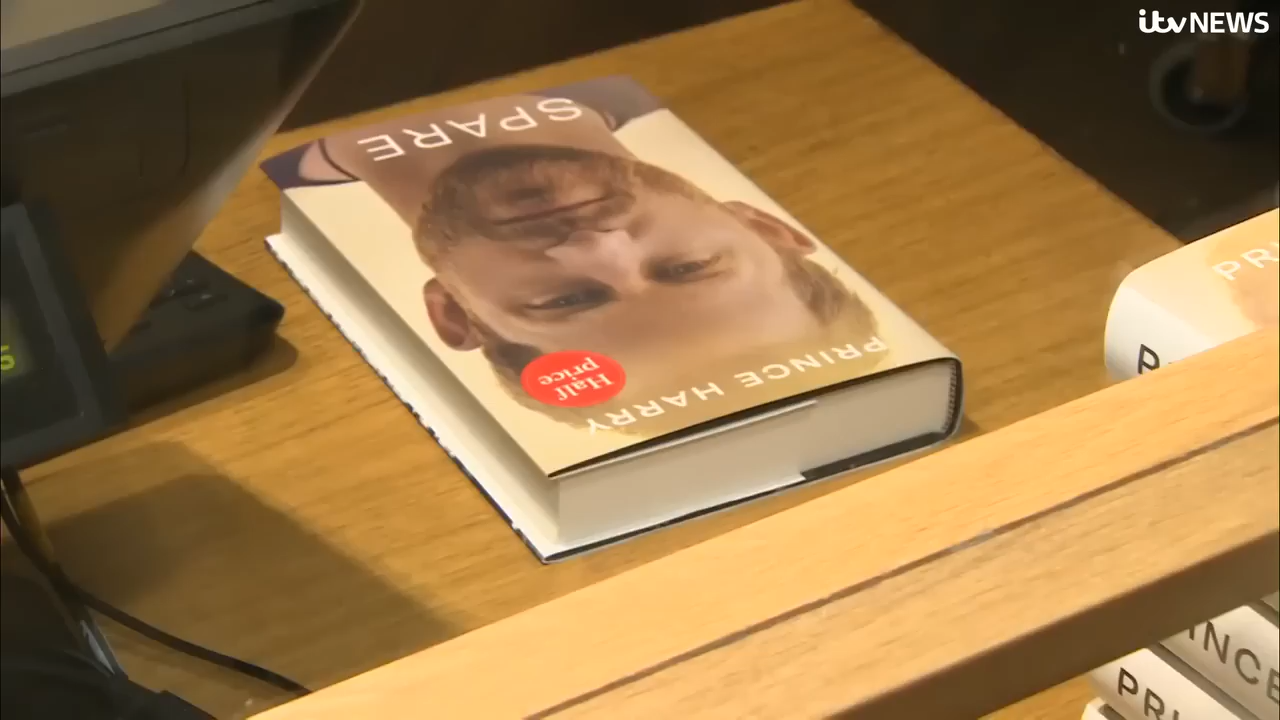 itv NEWS
SPARE
Half
price
PRINCE HARRY
PR
P
INCE
PRI